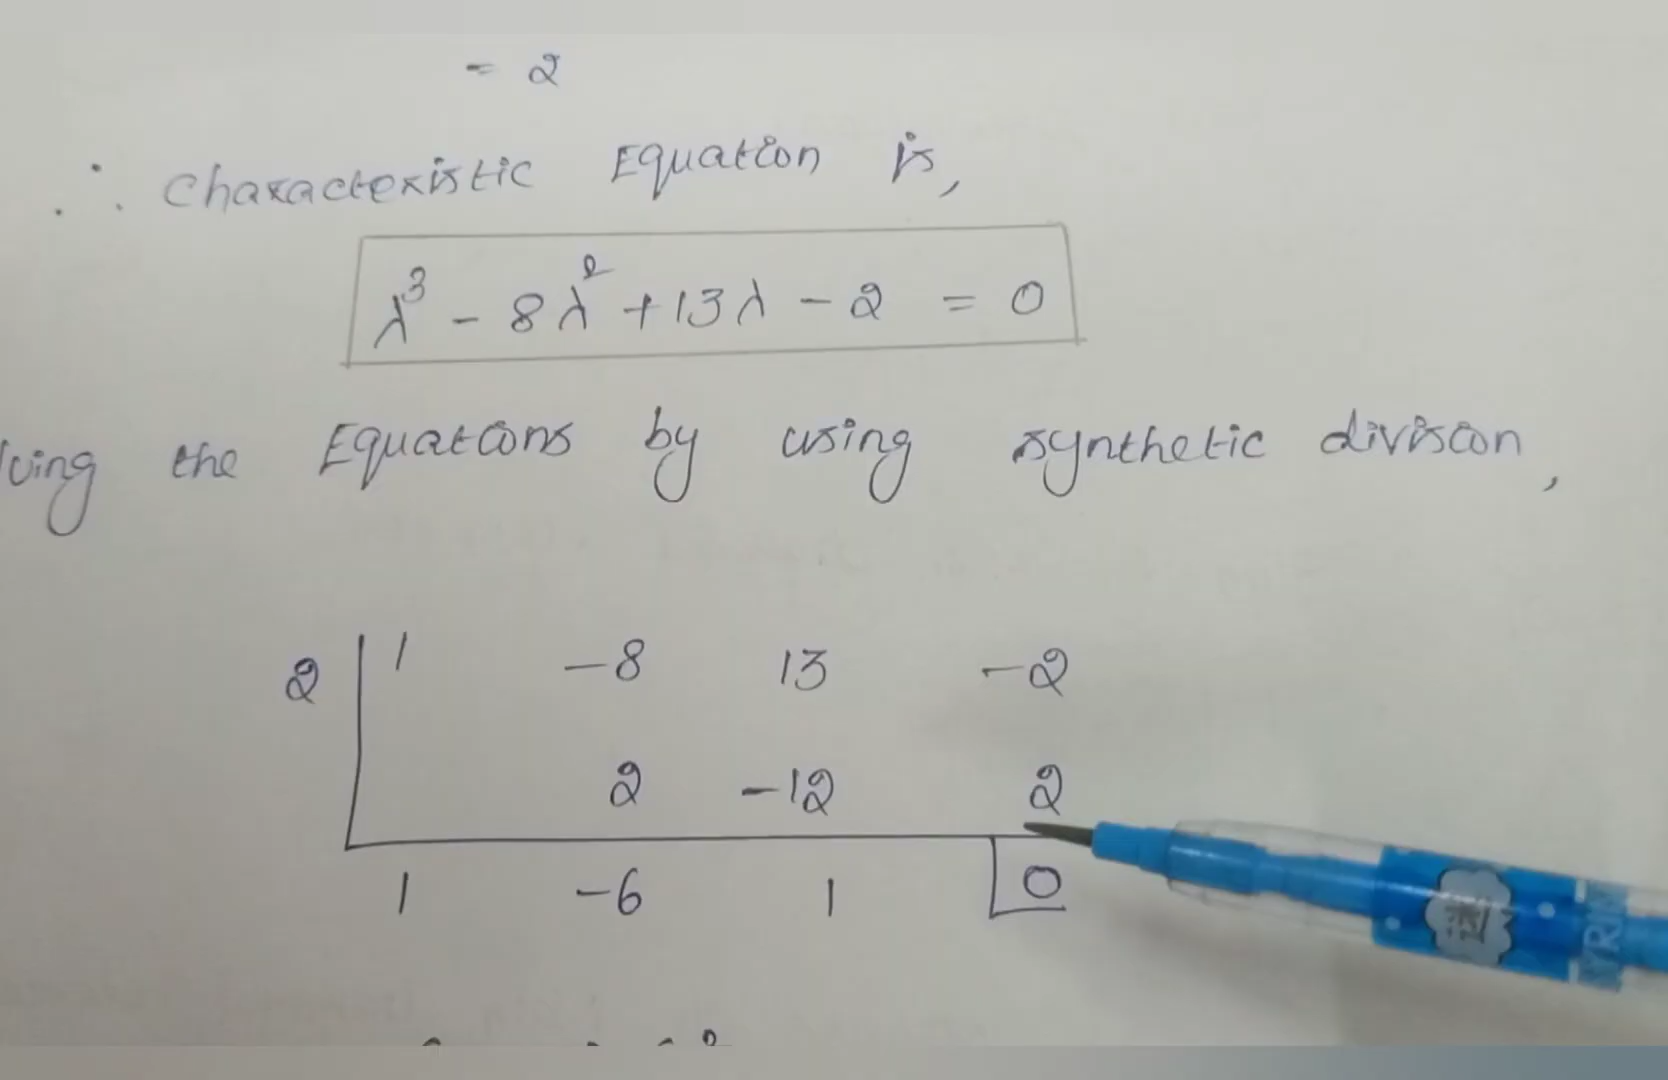 = 2
∴ Characteristic Equation is,
λ³ - 8λ² + 13λ - 2 = 0
the Equations by using synthetic divison,
2 | 1 -8 13 -2
2 -12 2
1 -6 1 0